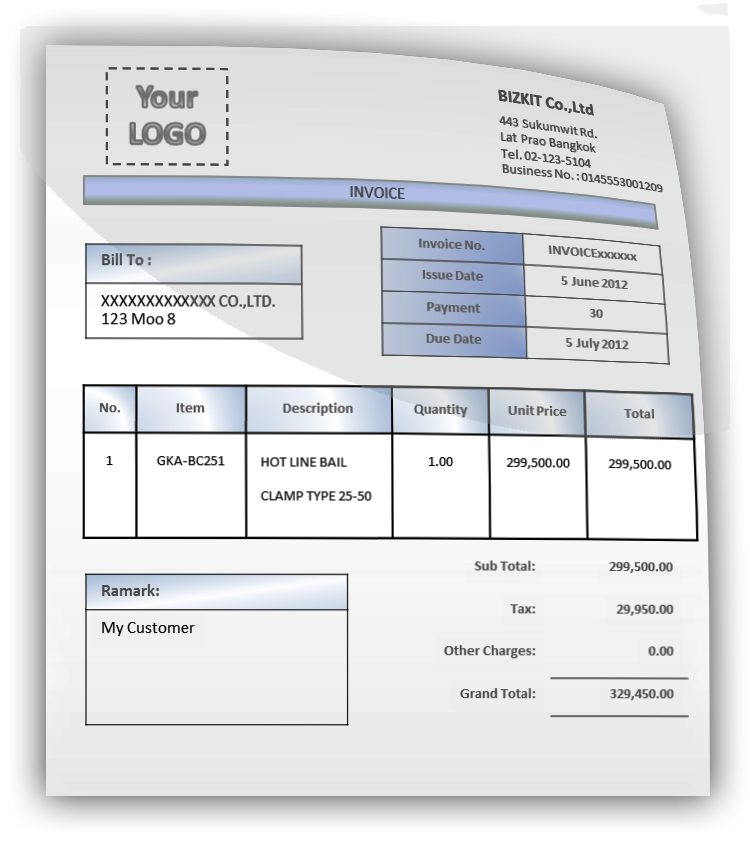 Your
LOGO
BIZKIT Co.,Ltd
443 Sukumwit Rd.
Lat Prao Bangkok
Tel. 02-123-5104
Business No. : 0145553001209
INVOICE
Bill To :
XXXXXXXXXXXXX CO.,LTD.
123 Moo 8
Invoice No. INVOICExxxxxx
Issue Date 5 June 2012
Payment 30
Due Date 5 July 2012
No. Item Description Quantity Unit Price Total
1 GKA-BC251 HOT LINE BAIL 1.00 299,500.00 299,500.00
CLAMP TYPE 25-50
Sub Total: 299,500.00
Tax: 29,950.00
Other Charges: 0.00
Grand Total: 329,450.00
Ramark:
My Customer